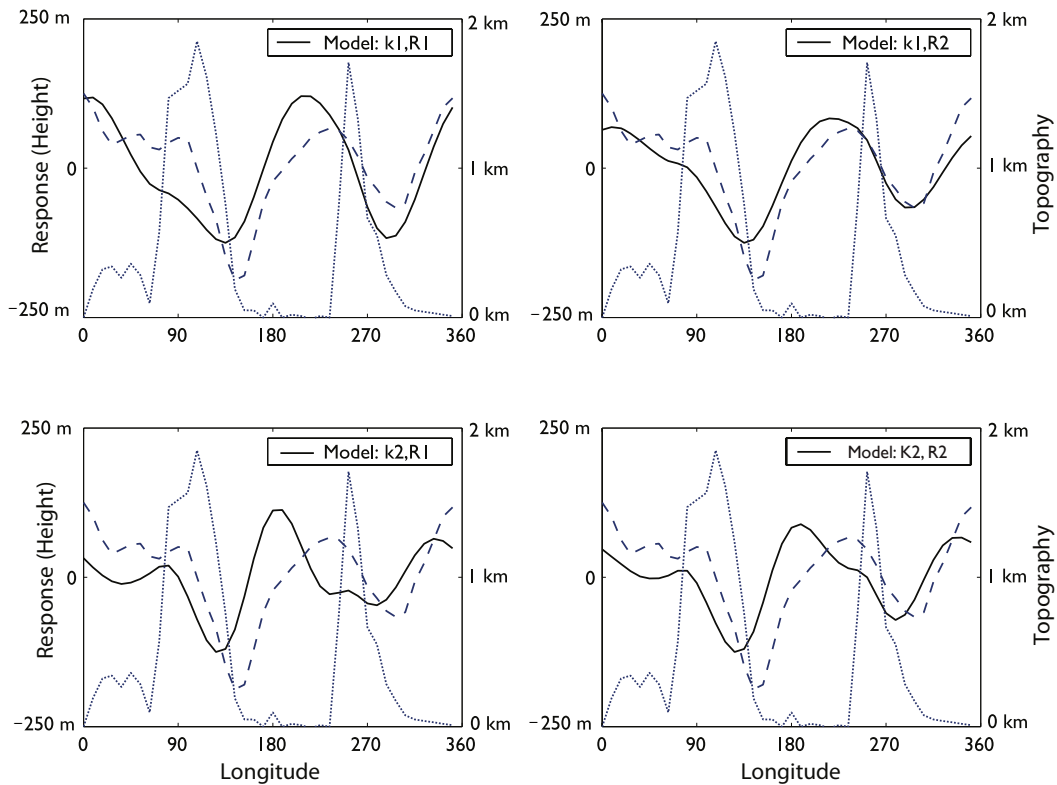 250 m
2 km
Model: k1,R1
0
1 km
−250 m
0 km
0 90 180 270 360
Response (Height)
250 m
2 km
Model: k1,R2
0
1 km
−250 m
0 km
0 90 180 270 360
Topography
250 m
2 km
Model: k2,R1
0
1 km
−250 m
0 km
0 90 180 270 360
Response (Height)
Longitude
250 m
2 km
Model: K2, R2
0
1 km
−250 m
0 km
0 90 180 270 360
Topography
Longitude